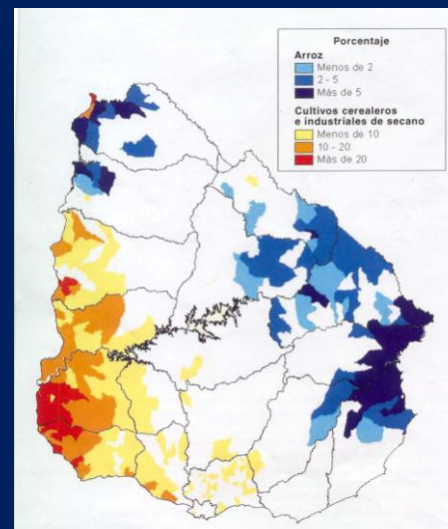 Porcentaje
Arroz
Menos de 2
2 - 5
Más de 5
Cultivos cerealeros
e industriales de secano
Menos de 10
10 - 20
Más de 20